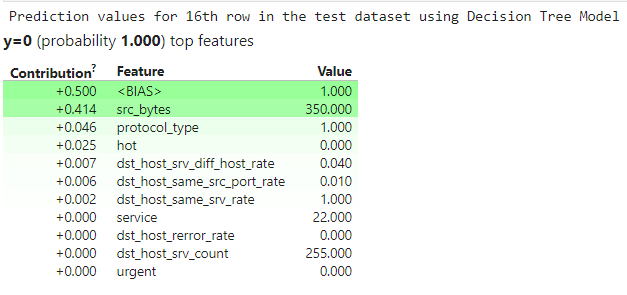 Prediction values for 16th row in the test dataset using Decision Tree Model
y=0 (probability 1.000) top features
Contribution? Feature Value
+0.500 <BIAS> 1.000
+0.414 src_bytes 350.000
+0.046 protocol_type 1.000
+0.025 hot 0.000
+0.007 dst_host_srv_diff_host_rate 0.040
+0.006 dst_host_same_src_port_rate 0.010
+0.002 dst_host_same_srv_rate 1.000
+0.000 service 22.000
+0.000 dst_host_rerror_rate 0.000
+0.000 dst_host_srv_count 255.000
+0.000 urgent 0.000